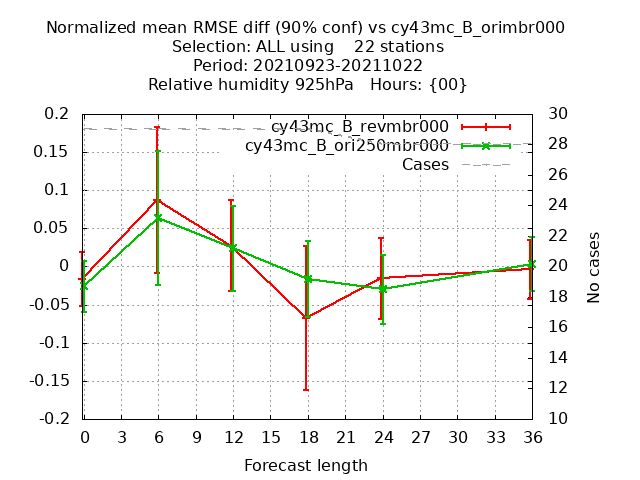 Normalized mean RMSE diff (90% conf) vs cy43mc_B_orimbr000
Selection: ALL using 22 stations
Period: 20210923-20211022
Relative humidity 925hPa Hours: {00}
cy43mc_B_revmbr000
cy43mc_B_ori250mbr000
Cases
0.2
0.15
0.1
0.05
0
-0.05
-0.1
-0.15
-0.2
30
28
26
24
22
20
18
16
14
12
10
No cases
0 3 6 9 12 15 18 21 24 27 30 33 36
Forecast length